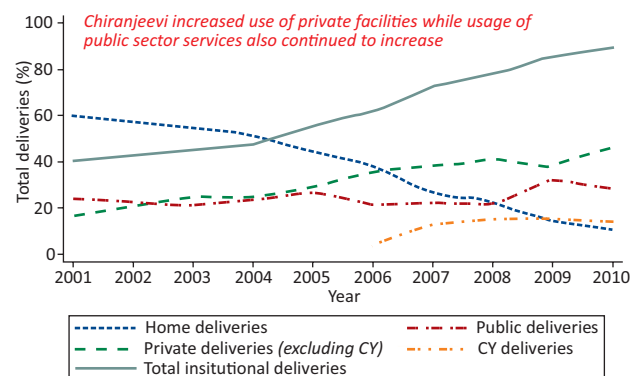 Chiranjeevi increased use of private facilities while usage of
public sector services also continued to increase
Total deliveries (%)
100
80
60
40
20
0
2001 2002 2003 2004 2005 2006 2007 2008 2009 2010
Year
Home deliveries
Public deliveries
Private deliveries (excluding CY)
CY deliveries
Total insitutional deliveries